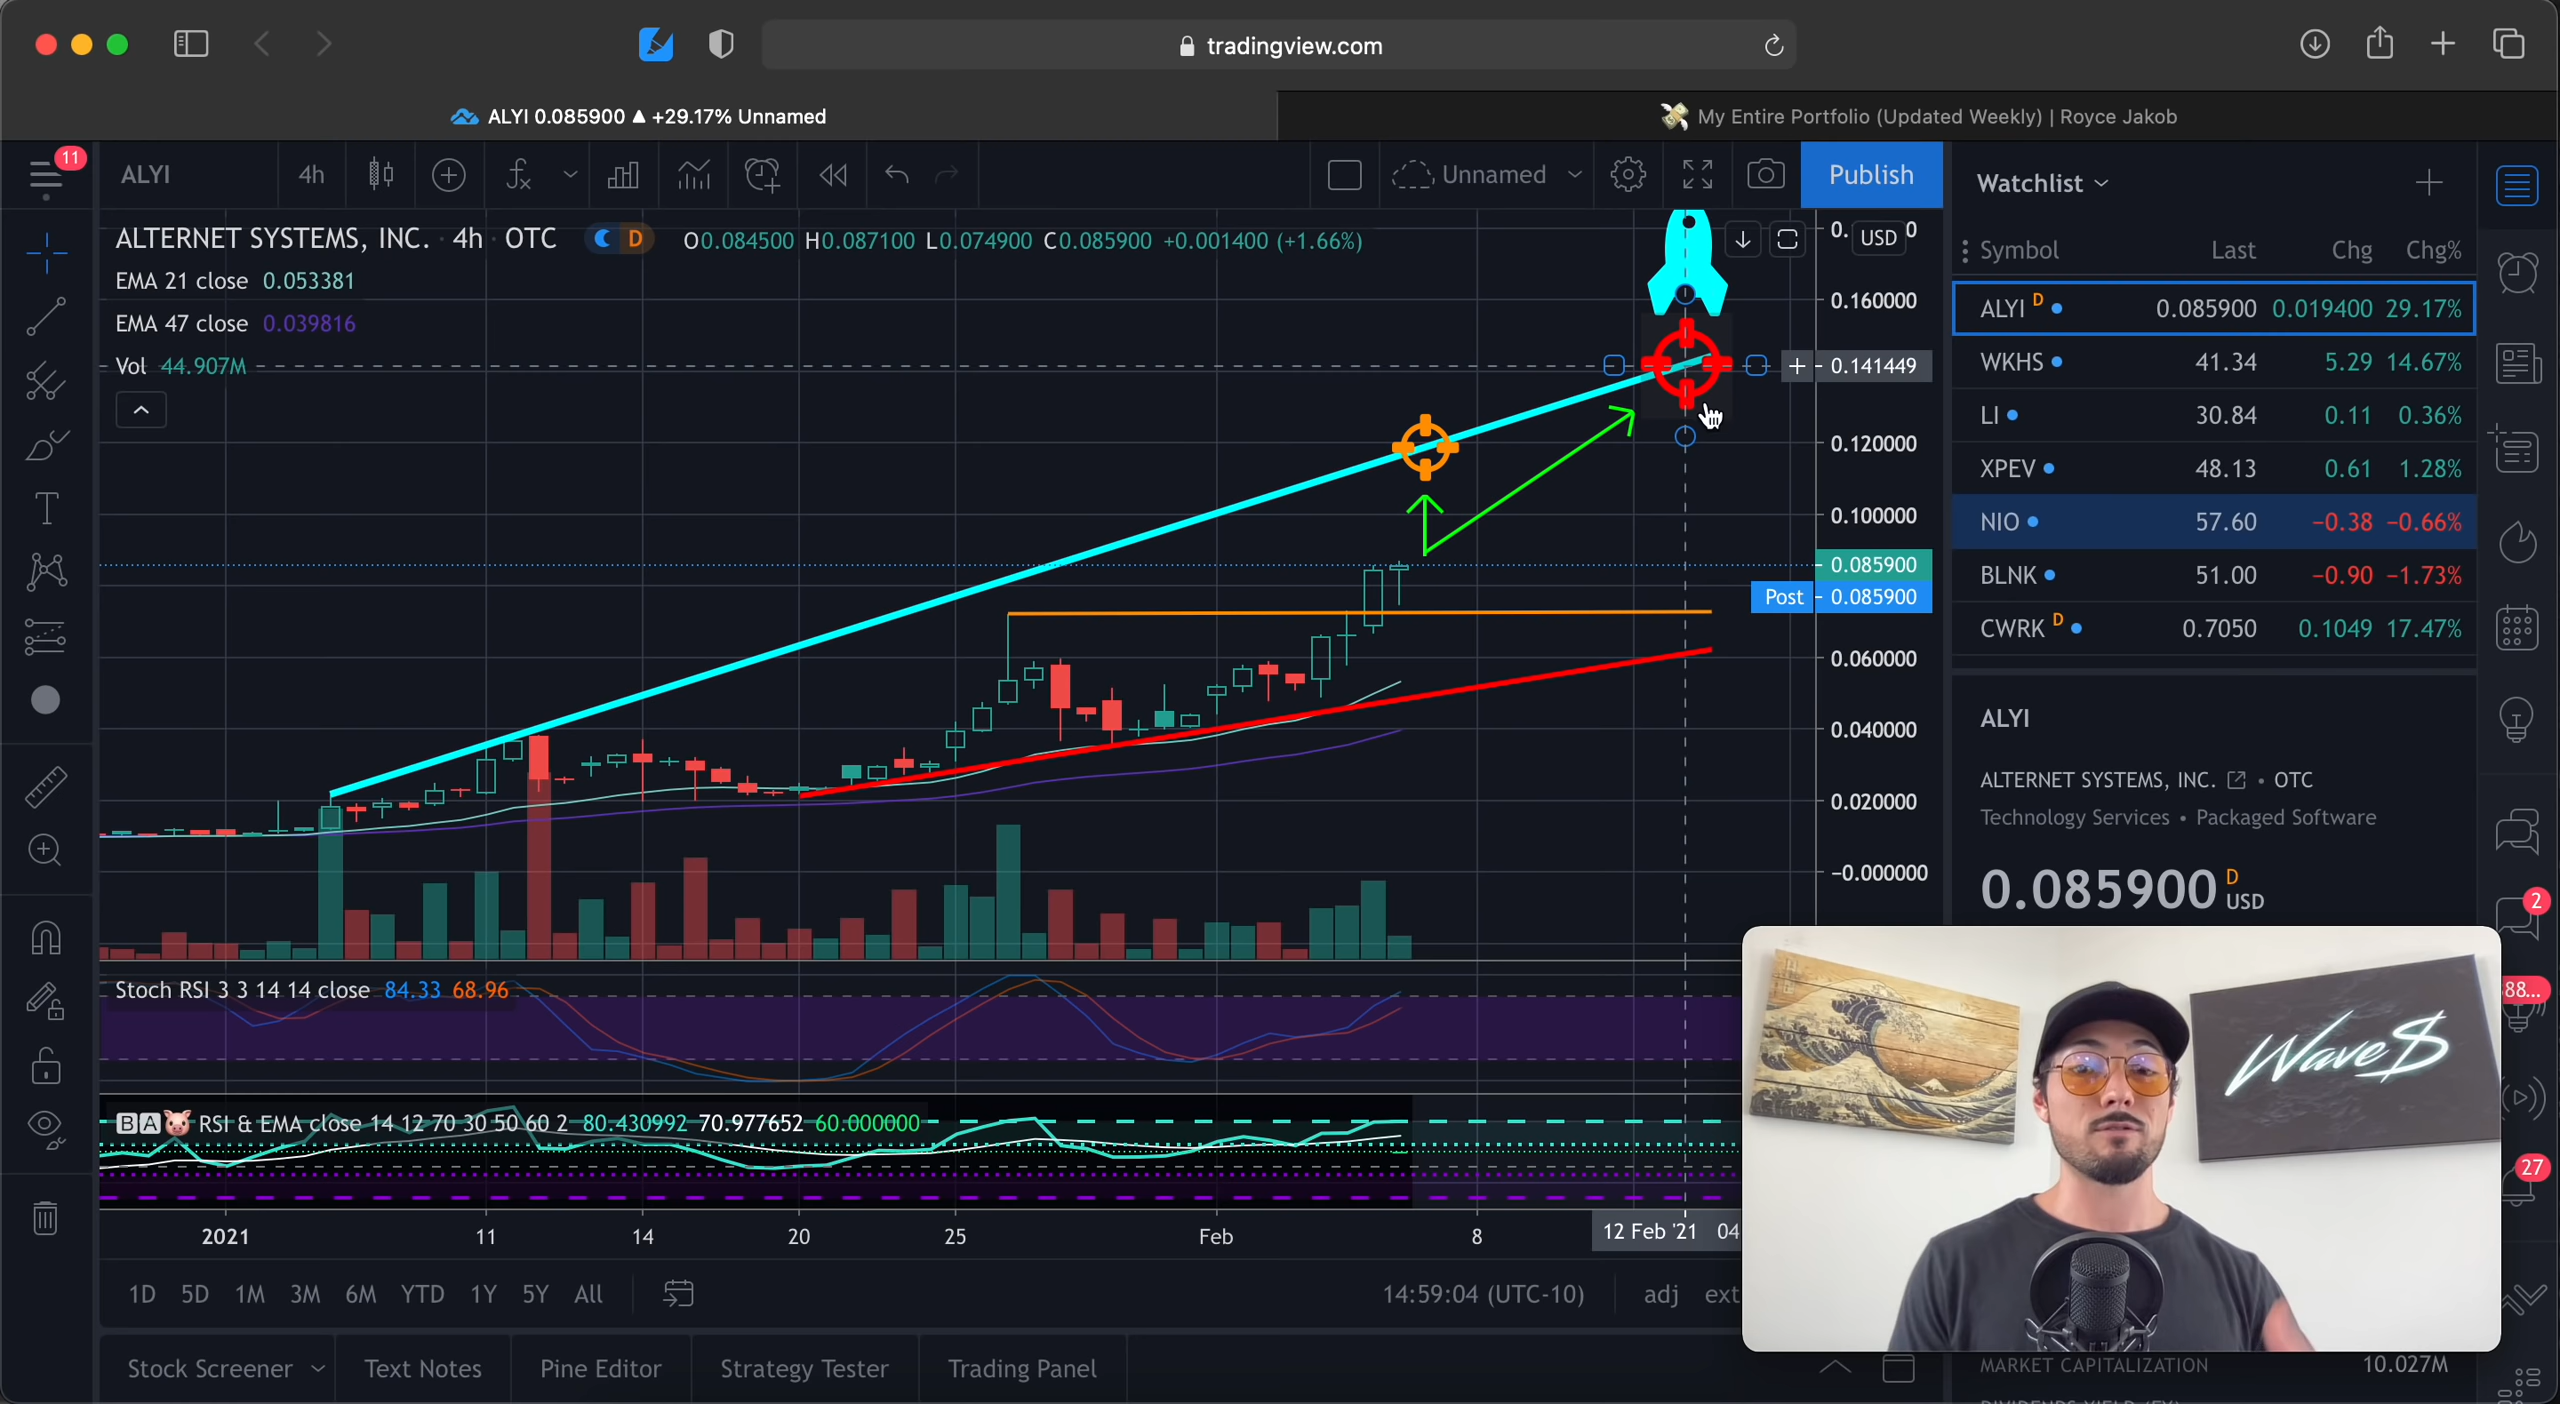 tradingview.com
ALYI 0.085900 ▲ +29.17% Unnamed
💸 My Entire Portfolio (Updated Weekly) | Royce Jakob
11
ALYI
4h
Unnamed
Publish
Watchlist
ALTERNET SYSTEMS, INC. · 4h · OTC
D
O0.084500 H0.087100 L0.074900 C0.085900 +0.001400 (+1.66%)
EMA 21 close 0.053381
EMA 47 close 0.039816
Vol 44.907M
USD
0.160000
0.141449
0.120000
0.100000
0.085900
Post 0.085900
0.060000
0.040000
0.020000
-0.000000
Symbol Last Chg Chg%
ALYI D 0.085900 0.019400 29.17%
WKHS 41.34 5.29 14.67%
LI 30.84 0.11 0.36%
XPEV 48.13 0.61 1.28%
NIO 57.60 −0.38 −0.66%
BLNK 51.00 −0.90 −1.73%
CWRK D 0.7050 0.1049 17.47%
ALYI
ALTERNET SYSTEMS, INC. • OTC
Technology Services • Packaged Software
0.085900 D USD
2
88...
27
Stoch RSI 3 3 14 14 close 84.33 68.96
🅱🅰🐷 RSI & EMA close 14 12 70 30 50 60 2 80.430992 70.977652 60.000000
Wave$
2021 11 14 20 25 Feb 8 12 Feb '21 04
1D 5D 1M 3M 6M YTD 1Y 5Y All
14:59:04 (UTC-10)
adj ext
Stock Screener Text Notes Pine Editor Strategy Tester Trading Panel
MARKET CAPITALIZATION 10.027M